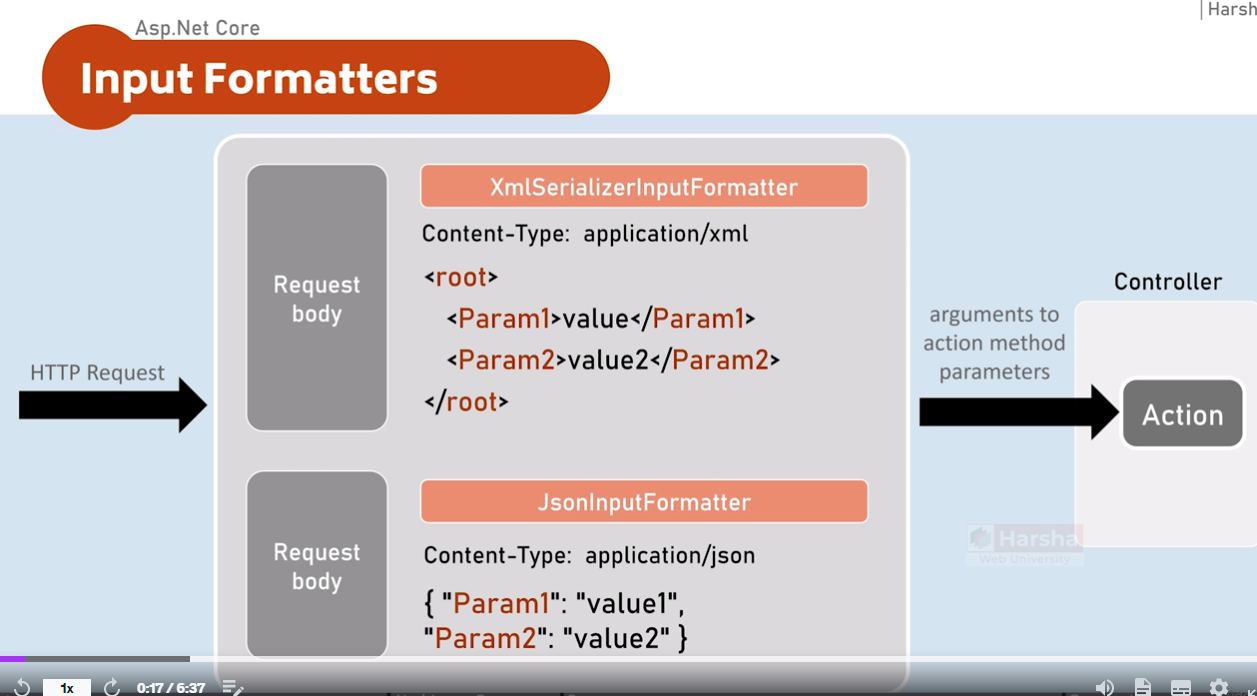 Asp.Net Core
| Harsh
Input Formatters
HTTP Request
Request
body
XmlSerializerInputFormatter
Content-Type: application/xml
<root>
<Param1>value</Param1>
<Param2>value2</Param2>
</root>
Request
body
JsonInputFormatter
Content-Type: application/json
{ "Param1": "value1",
"Param2": "value2" }
arguments to
action method
parameters
Controller
Action
Harsha
Web University
1x
0:17 / 6:37